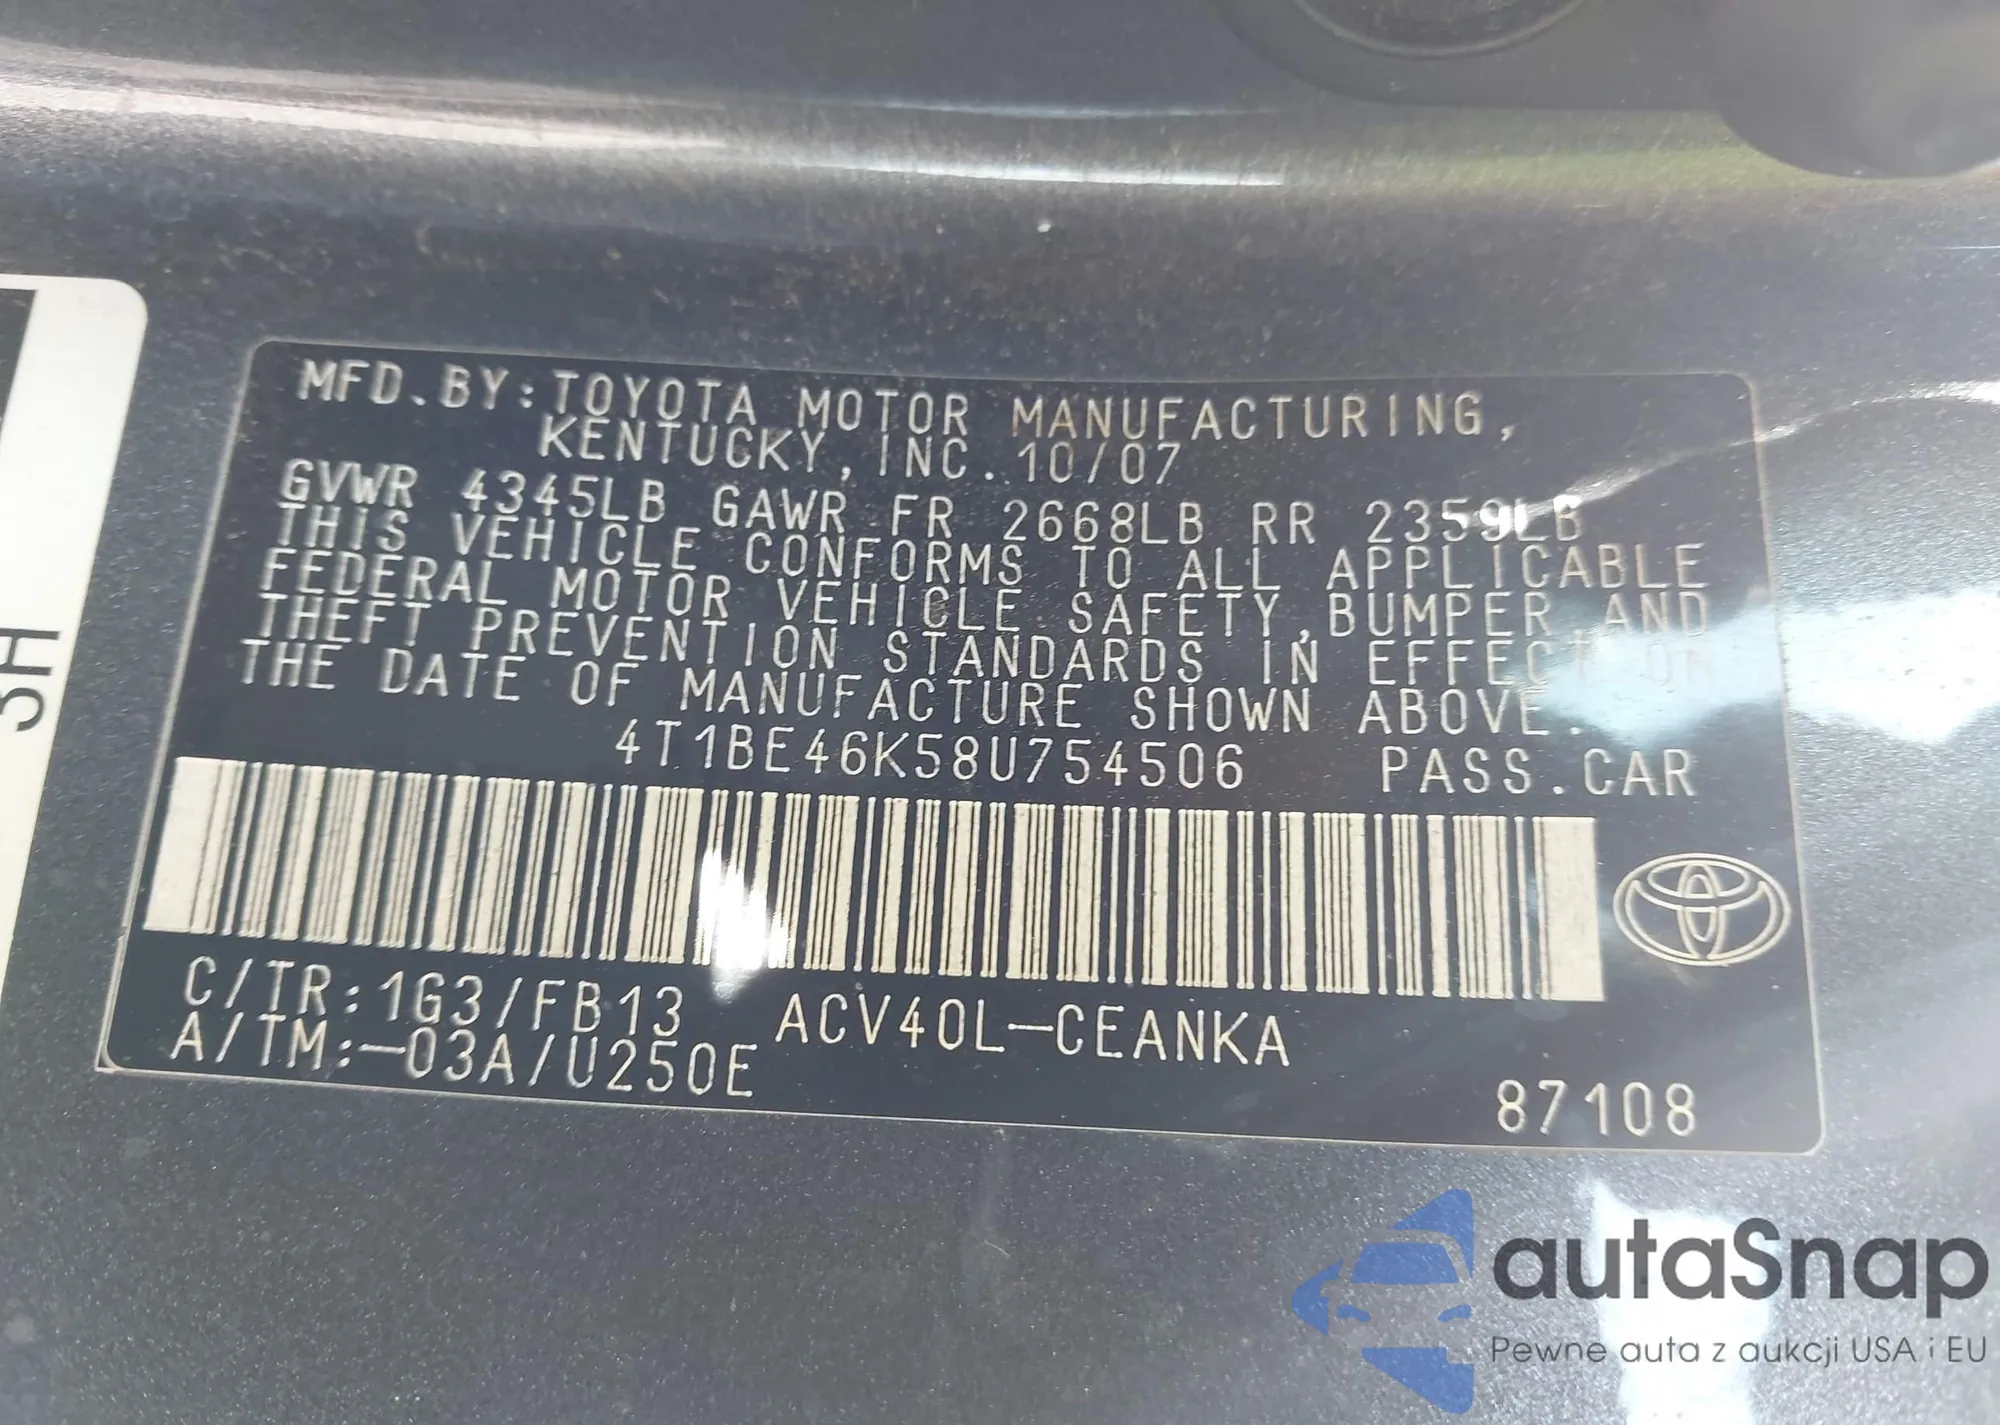 MFD.BY:TOYOTA MOTOR MANUFACTURING,
KENTUCKY, INC. 10/07
GVWR 4345LB GAWR FR 2668LB RR 2359LB
THIS VEHICLE CONFORMS TO ALL APPLICABLE
FEDERAL MOTOR VEHICLE SAFETY,BUMPER AND
THEFT PREVENTION STANDARDS IN EFFECT ON
THE DATE OF MANUFACTURE SHOWN ABOVE.
4T1BE46K58U754506 PASS.CAR
C/TR:1G3/FB13 ACV40L-CEANKA
A/TM:-03A/U250E
87108
3H
autaSnap
Pewne auta z aukcji USA i EU